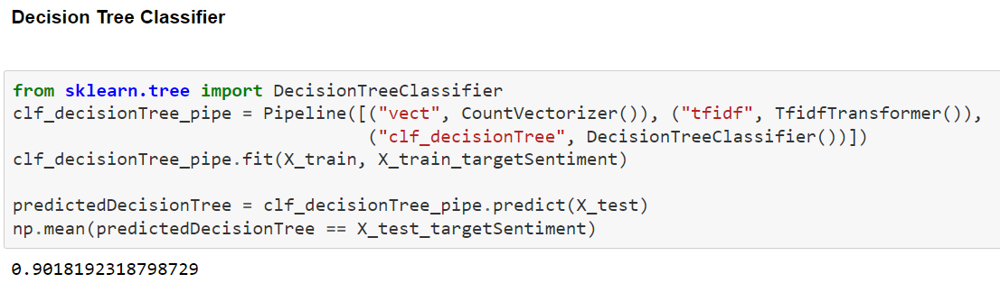 Decision Tree Classifier
from sklearn.tree import DecisionTreeClassifier
clf_decisionTree_pipe = Pipeline([("vect", CountVectorizer()), ("tfidf", TfidfTransformer()),
("clf_decisionTree", DecisionTreeClassifier())])
clf_decisionTree_pipe.fit(X_train, X_train_targetSentiment)
predictedDecisionTree = clf_decisionTree_pipe.predict(X_test)
np.mean(predictedDecisionTree == X_test_targetSentiment)
0.9018192318798729